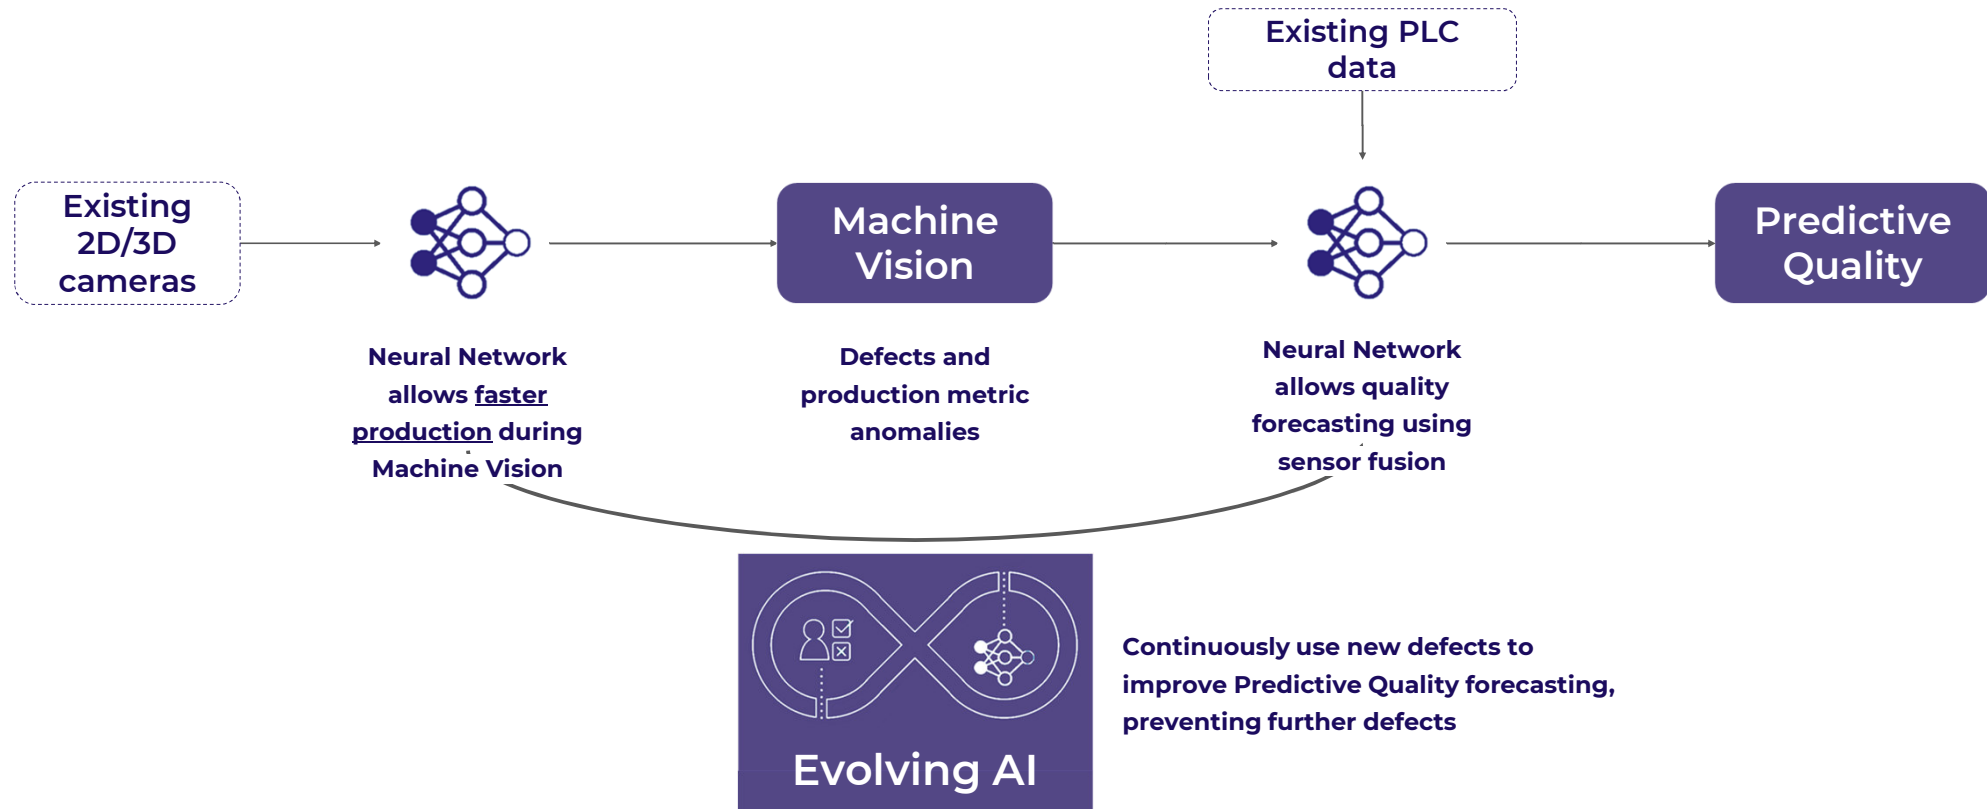 Existing PLC
data
Existing
2D/3D
cameras
Machine
Vision
Predictive
Quality
Neural Network
allows faster
production during
Machine Vision
Defects and
production metric
anomalies
Neural Network
allows quality
forecasting using
sensor fusion
Continuously use new defects to
improve Predictive Quality forecasting,
preventing further defects
Evolving AI